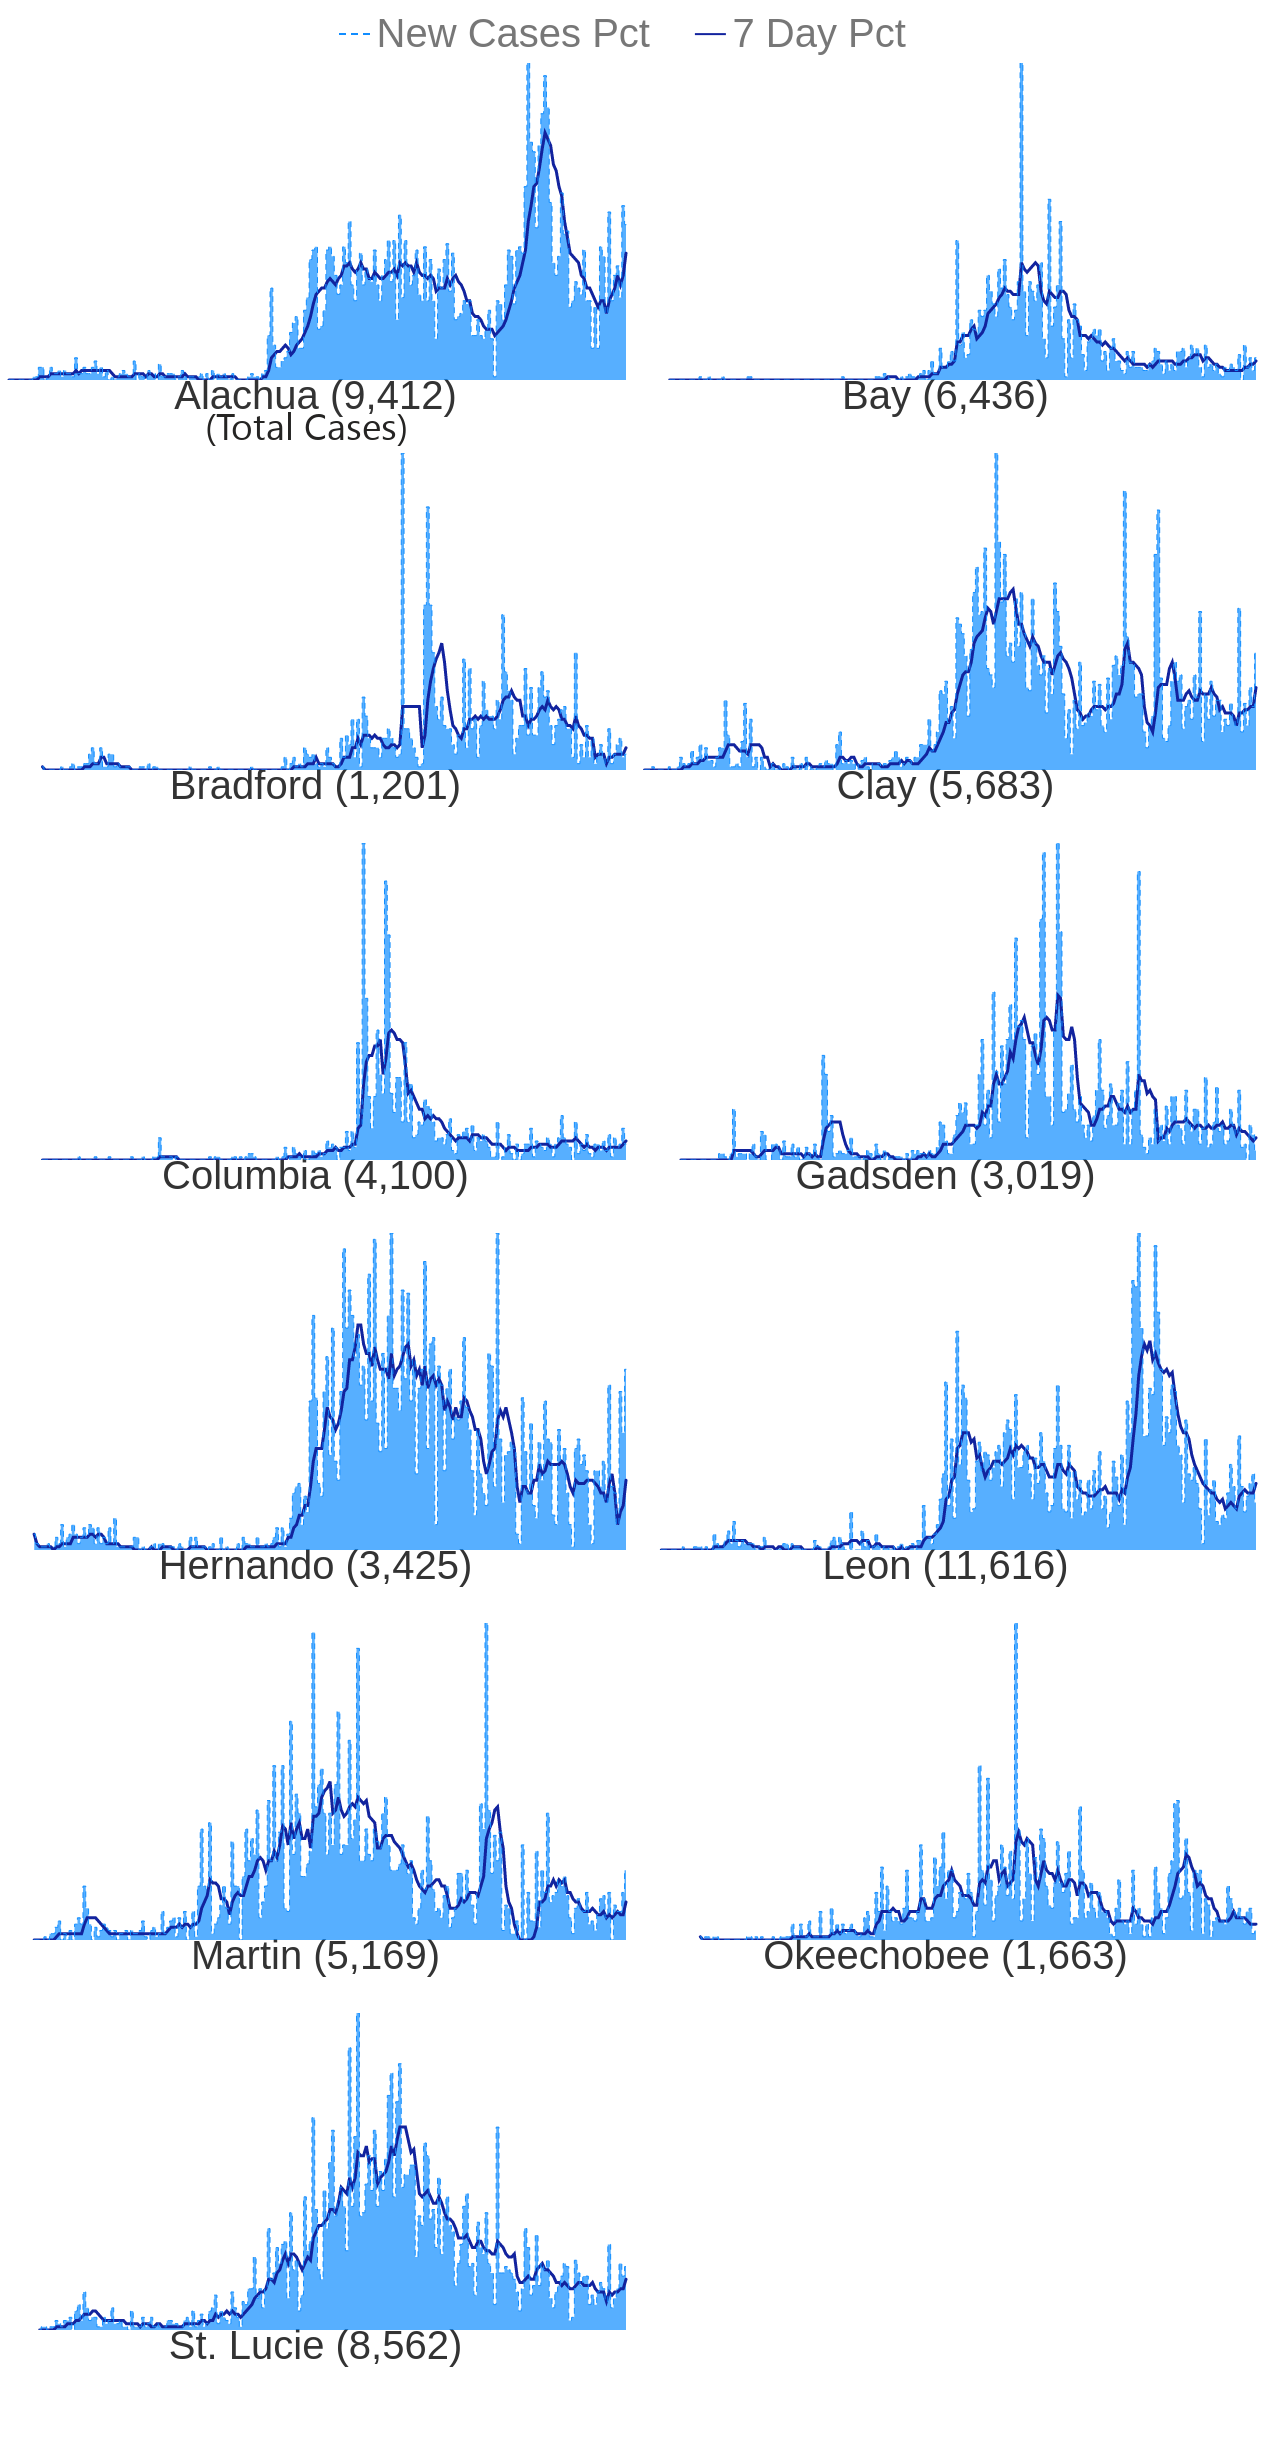 New Cases Pct 7 Day Pct
Alachua (9,412) Bay (6,436)
(Total Cases)
Bradford (1,201) Clay (5,683)
Columbia (4,100) Gadsden (3,019)
Hernando (3,425) Leon (11,616)
Martin (5,169) Okeechobee (1,663)
St. Lucie (8,562)